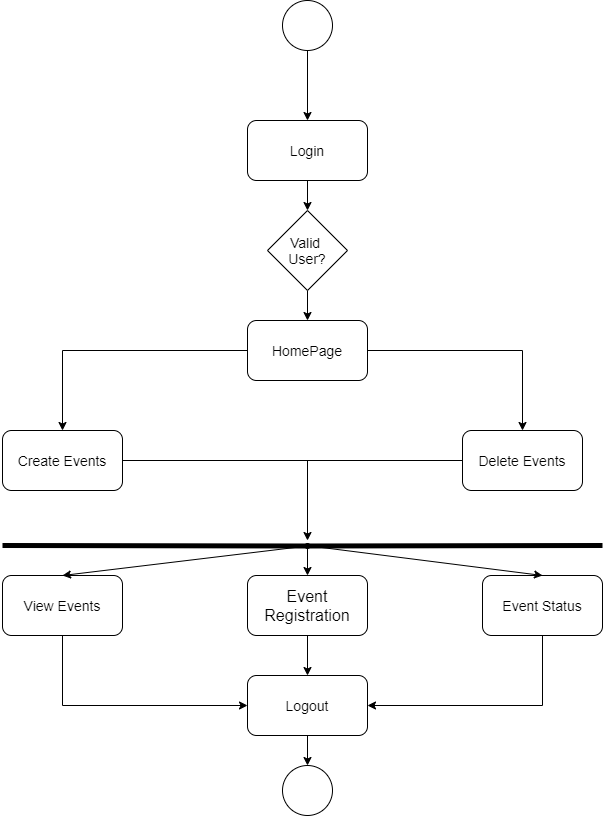 Login
Valid
User?
HomePage
Create Events
Delete Events
View Events
Event
Registration
Event Status
Logout